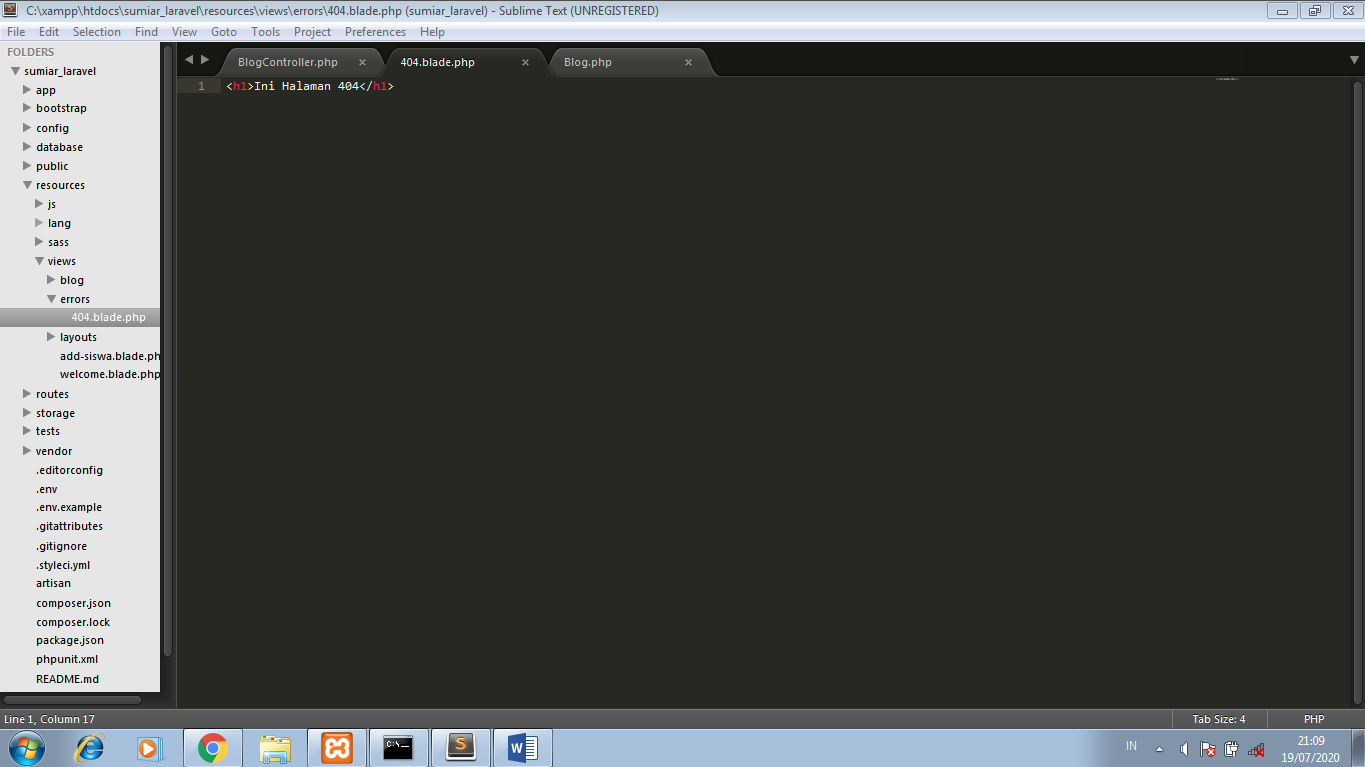 C:\xampp\htdocs\sumiar_laravel\resources\views\errors\404.blade.php (sumiar_laravel) - Sublime Text (UNREGISTERED)
File Edit Selection Find View Goto Tools Project Preferences Help
FOLDERS
sumiar_laravel
app
bootstrap
config
database
public
resources
js
lang
sass
views
blog
errors
404.blade.php
layouts
add-siswa.blade.ph
welcome.blade.php
routes
storage
tests
vendor
.editorconfig
.env
.env.example
.gitattributes
.gitignore
.styleci.yml
artisan
composer.json
composer.lock
package.json
phpunit.xml
README.md
BlogController.php 404.blade.php Blog.php
1 <h1>Ini Halaman 404</h1>
Line 1, Column 17 Tab Size: 4 PHP
C:\_
IN
21:09
19/07/2020